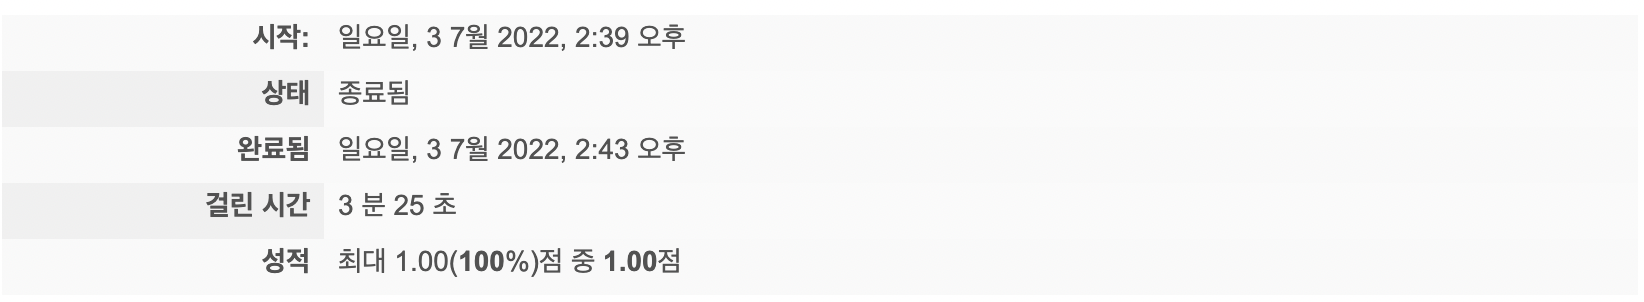 시작: 일요일, 3 7월 2022, 2:39 오후
상태 종료됨
완료됨 일요일, 3 7월 2022, 2:43 오후
걸린 시간 3 분 25 초
성적 최대 1.00(100%)점 중 1.00점